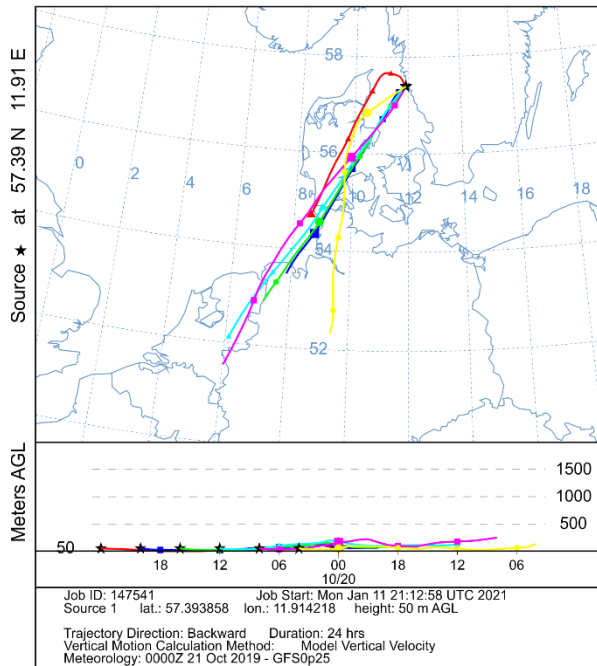 Source ★ at 57.39 N 11.91 E
58
56
54
52
0 2 4 6 8 10 12 14 16 18
Meters AGL
1500
1000
500
50
18 12 06 00 18 12 06
10/20
Job ID: 147541 Job Start: Mon Jan 11 21:12:58 UTC 2021
Source 1 lat.: 57.393858 lon.: 11.914218 height: 50 m AGL
Trajectory Direction: Backward Duration: 24 hrs
Vertical Motion Calculation Method: Model Vertical Velocity
Meteorology: 0000Z 21 Oct 2019 - GFS0p25